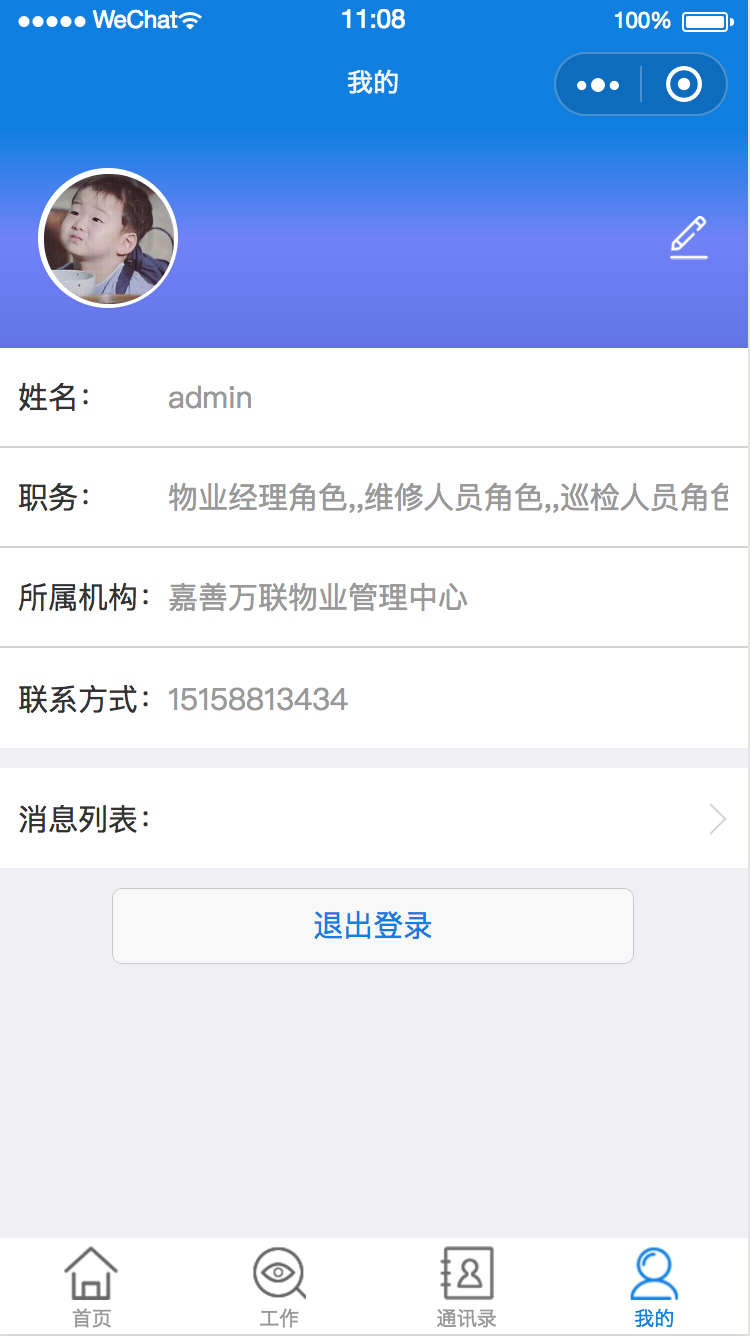 WeChat 11:08 100%
我的
姓名： admin
职务： 物业经理角色,,维修人员角色,,巡检人员角色
所属机构： 嘉善万联物业管理中心
联系方式： 15158813434
消息列表：
退出登录
首页 工作 通讯录 我的